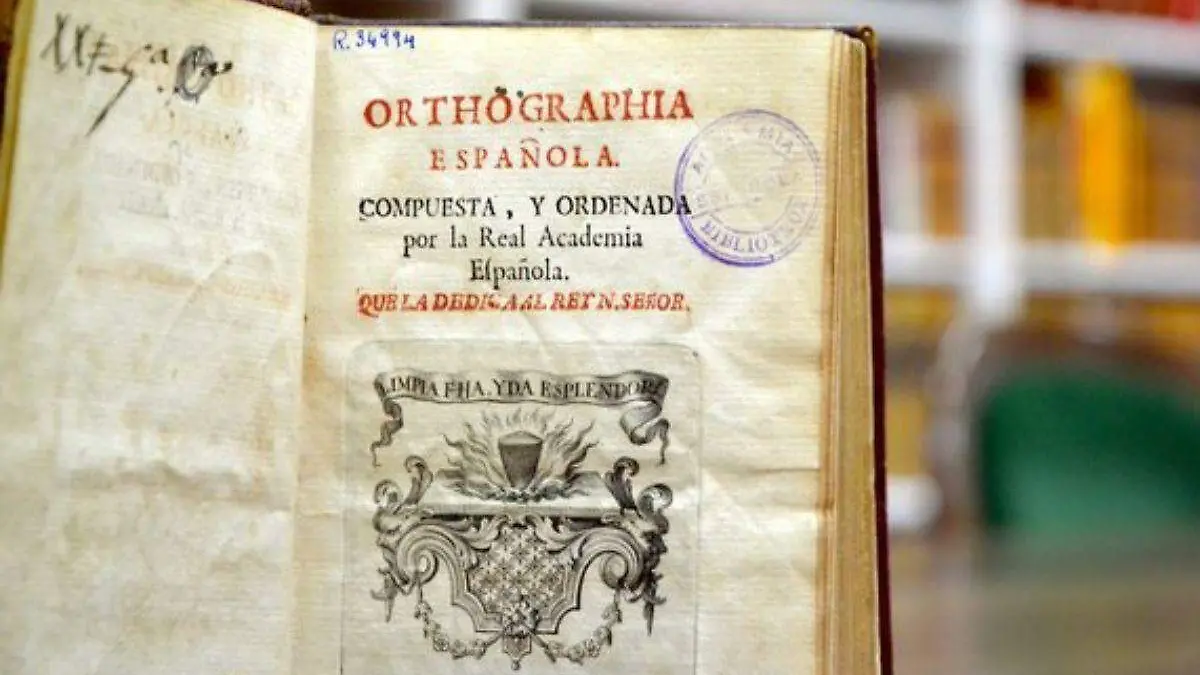 R. 34994
ORTHOGRAPHIA
ESPAÑOLA.
COMPUESTA, Y ORDENADA
por la Real Academia
Eſpañola.
QUE LA DEDICA AL REY N. SEÑOR.
LIMPIA FIJA, Y DA ESPLENDOR
BIBLIOTECA